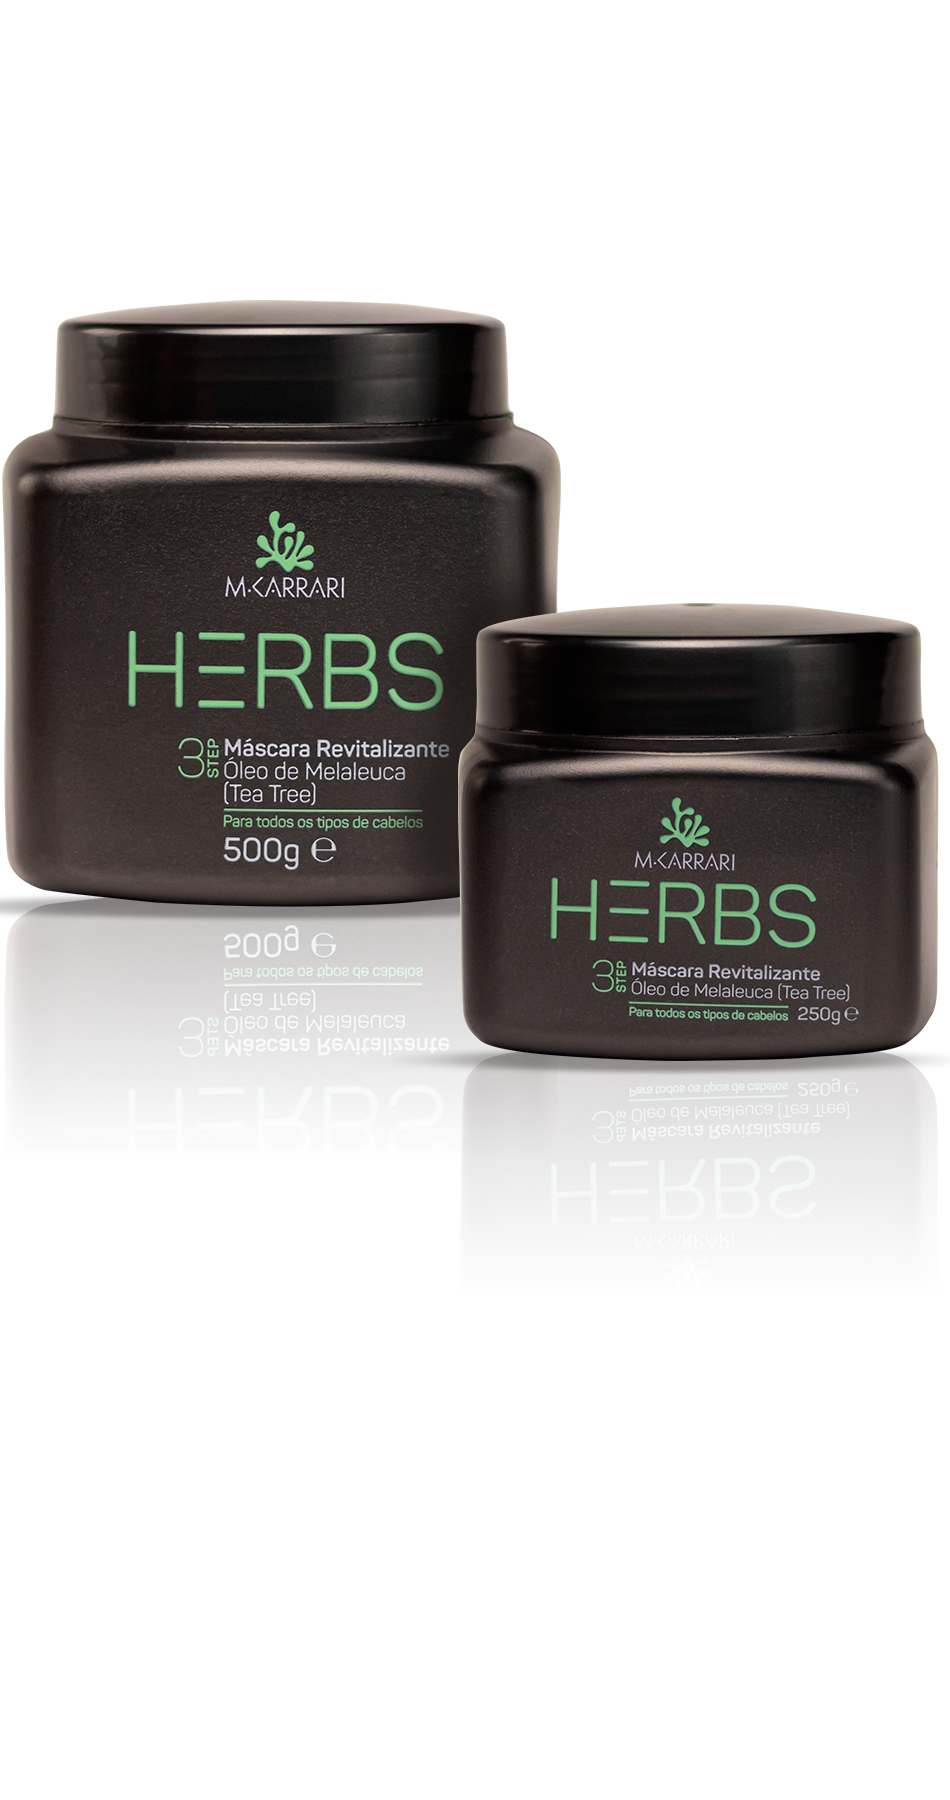 M·CARRARI
HERBS
3 STEP
Máscara Revitalizante
Óleo de Melaleuca
(Tea Tree)
Para todos os tipos de cabelos
500g ℮
M·CARRARI
HERBS
3 STEP
Máscara Revitalizante
Óleo de Melaleuca (Tea Tree)
Para todos os tipos de cabelos 250g ℮